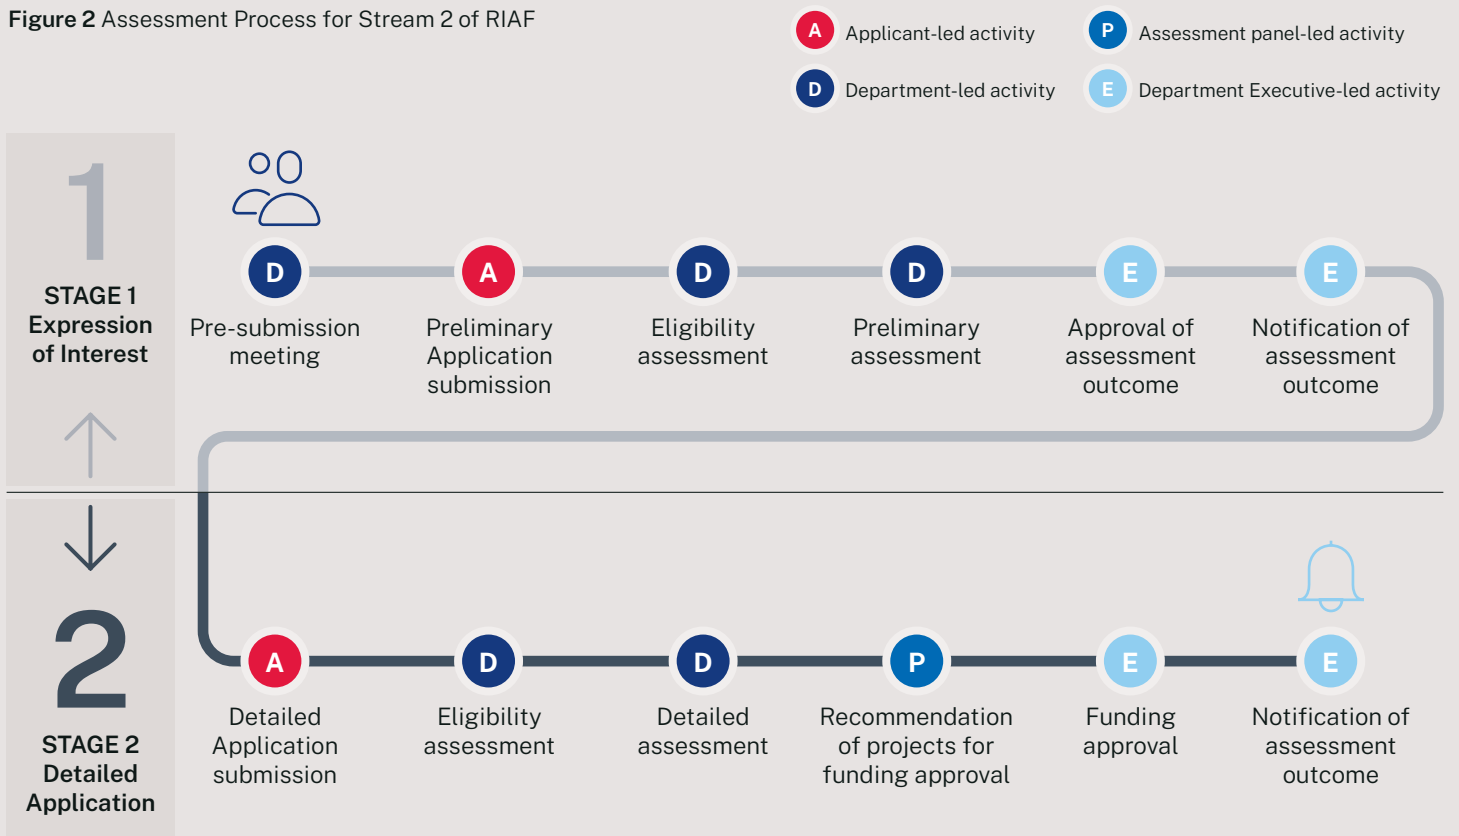 Figure 2 Assessment Process for Stream 2 of RIAF
A Applicant-led activity
P Assessment panel-led activity
D Department-led activity
E Department Executive-led activity
1
STAGE 1
Expression
of Interest
D
Pre-submission
meeting
A
Preliminary
Application
submission
D
Eligibility
assessment
D
Preliminary
assessment
E
Approval of
assessment
outcome
E
Notification of
assessment
outcome
2
STAGE 2
Detailed
Application
A
Detailed
Application
submission
D
Eligibility
assessment
D
Detailed
assessment
P
Recommendation
of projects for
funding approval
E
Funding
approval
E
Notification of
assessment
outcome